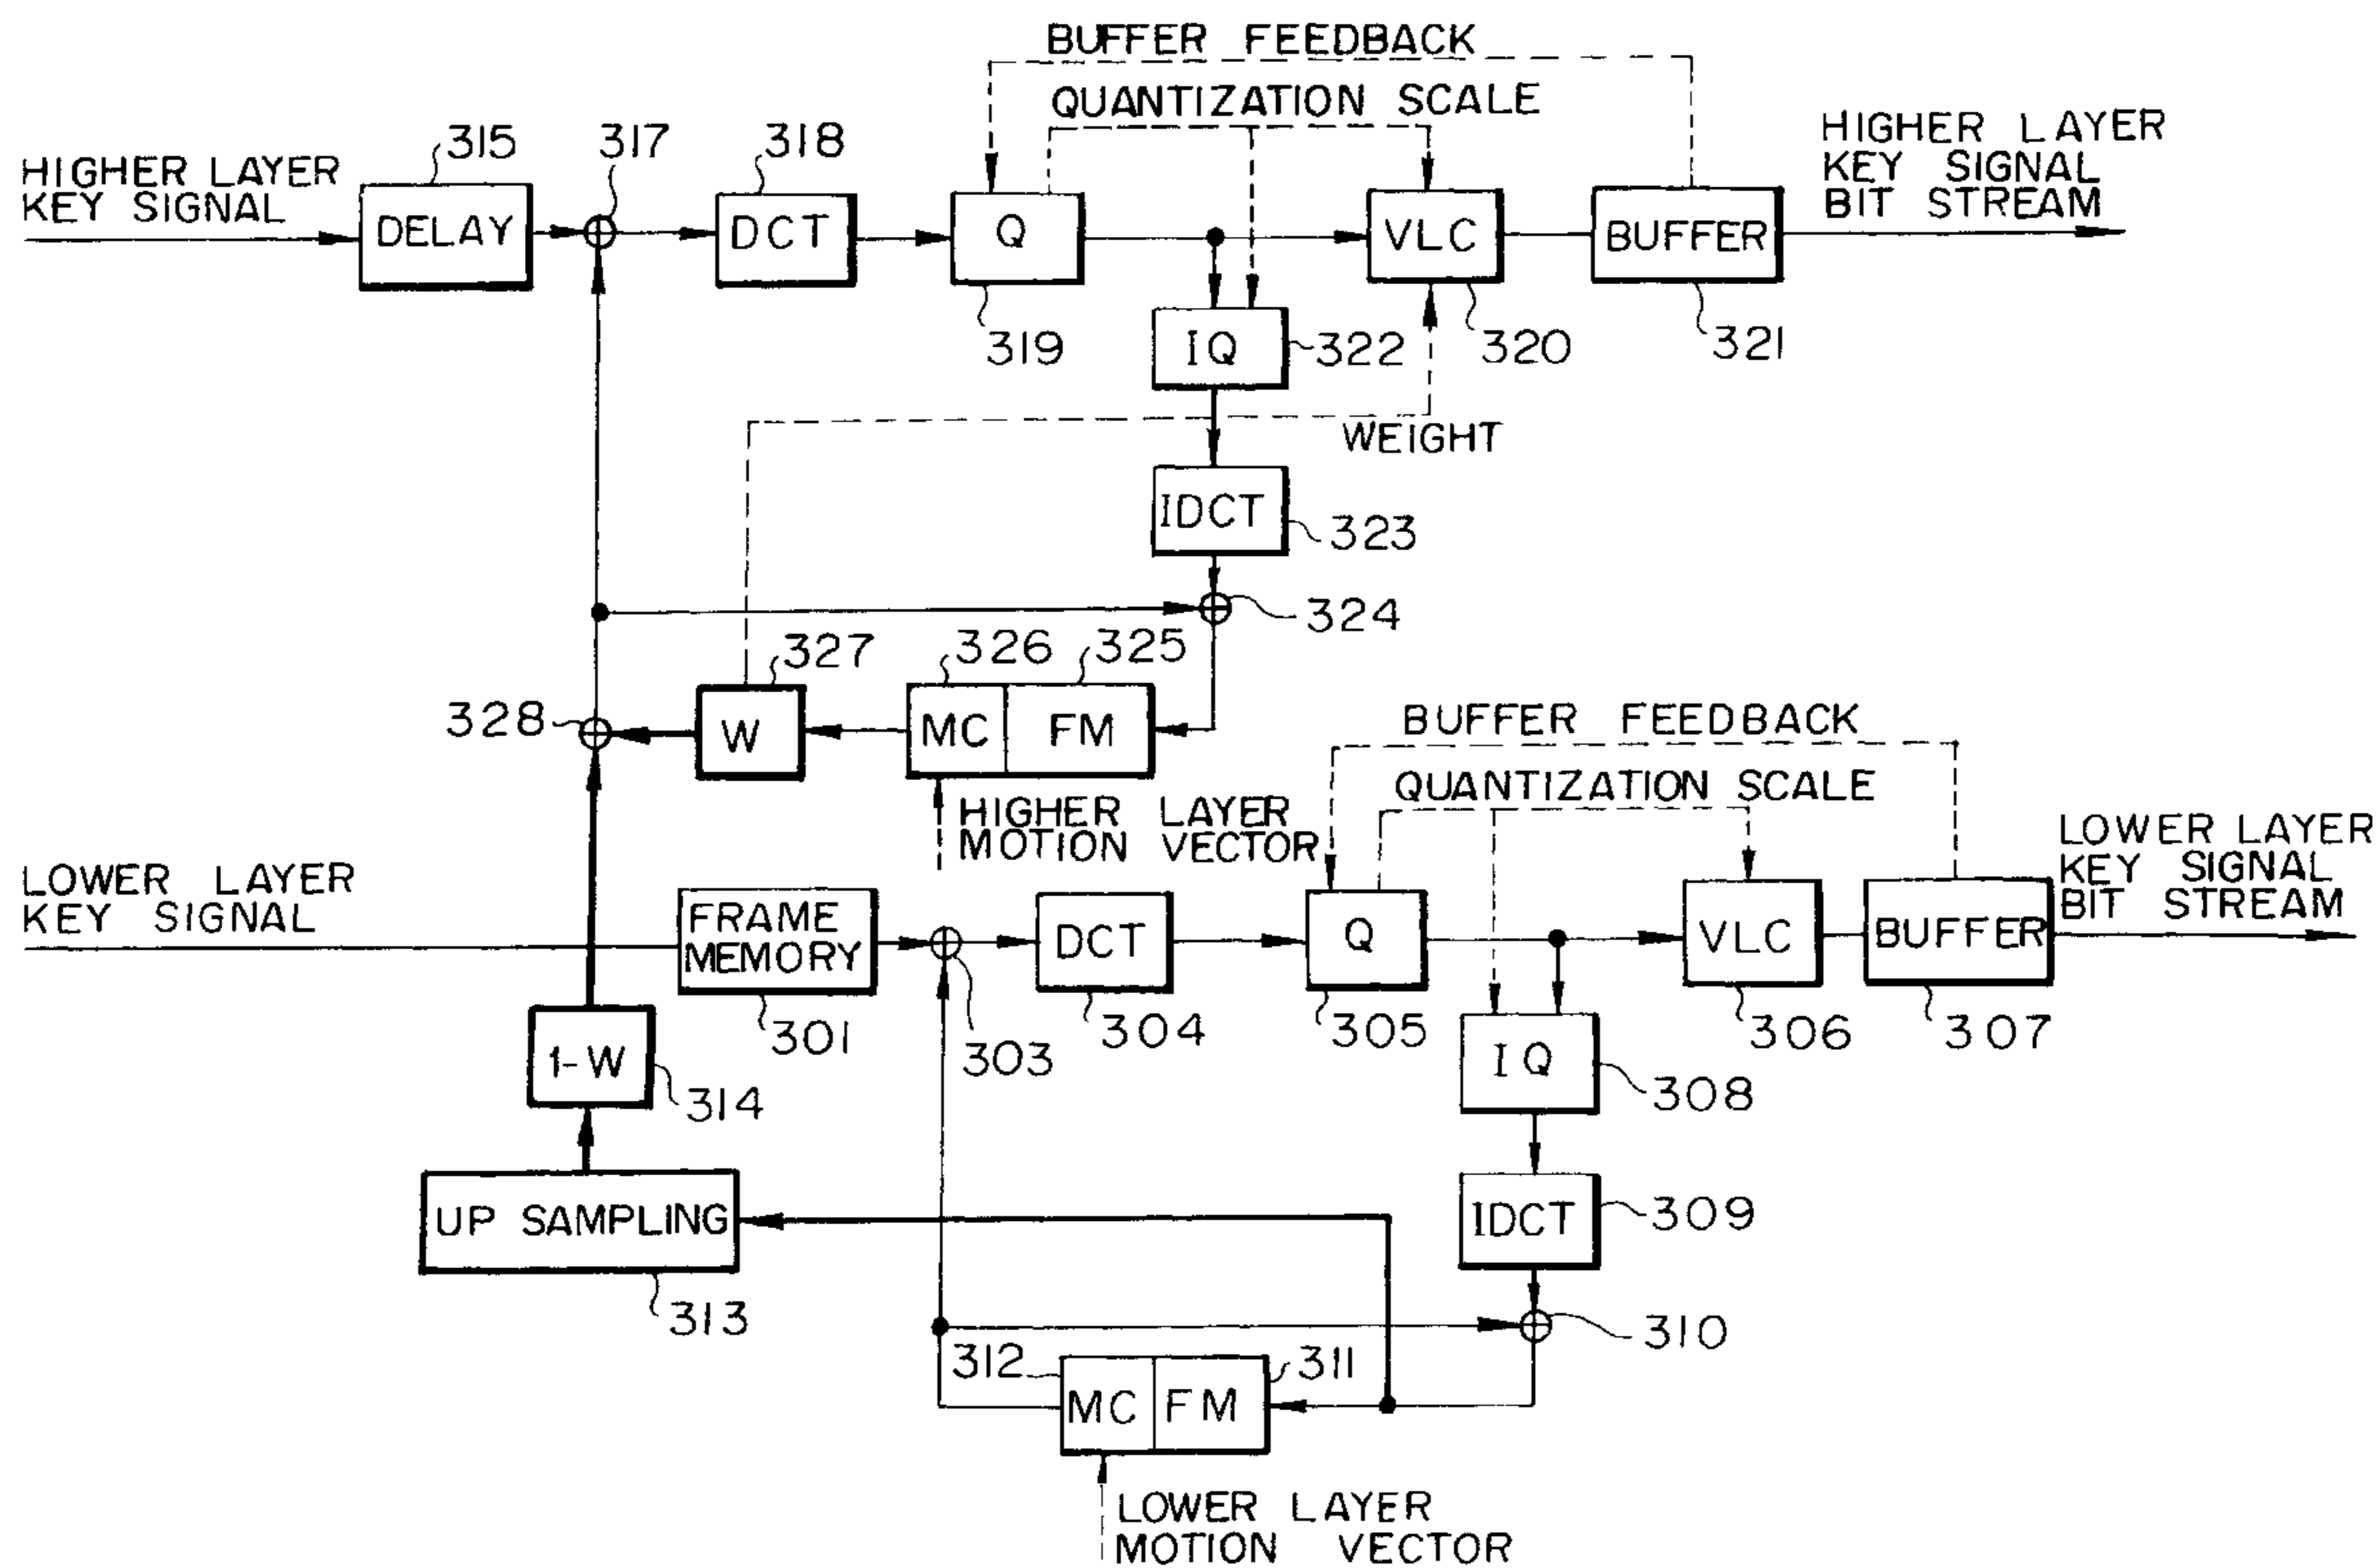 BUFFER FEEDBACK
QUANTIZATION SCALE
315
317
318
HIGHER LAYER
KEY SIGNAL
HIGHER LAYER
KEY SIGNAL
BIT STREAM
DELAY
DCT
Q
VLC
BUFFER
319
IQ
322
320
321
WEIGHT
IDCT
323
324
327
326
325
328
W
MC
FM
BUFFER FEEDBACK
QUANTIZATION SCALE
HIGHER LAYER
MOTION VECTOR
LOWER LAYER
KEY SIGNAL
BIT STREAM
LOWER LAYER
KEY SIGNAL
FRAME
MEMORY
DCT
Q
VLC
BUFFER
301
303
304
305
306
307
1-W
314
IQ
308
UP SAMPLING
313
IDCT
309
310
312
311
MC
FM
LOWER LAYER
MOTION VECTOR